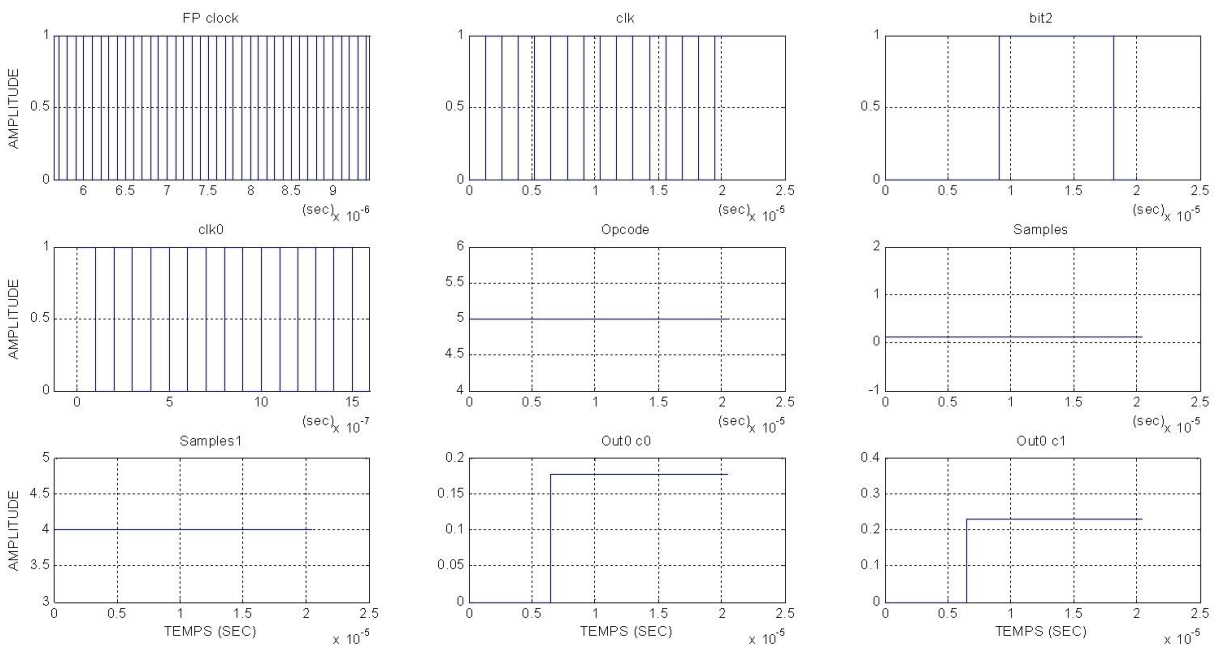 FP clock
AMPLITUDE
1
0.5
0
6 6.5 7 7.5 8 8.5 9
(sec) x 10-6
clk
1
0.5
0
0 0.5 1 1.5 2 2.5
(sec) x 10-5
bit2
1
0.5
0
0 0.5 1 1.5 2 2.5
(sec) x 10-5
clk0
AMPLITUDE
1
0.5
0
0 5 10 15
(sec) x 10-7
Opcode
6
5.5
5
4.5
4
0 0.5 1 1.5 2 2.5
(sec) x 10-5
Samples
2
1
0
-1
0 0.5 1 1.5 2 2.5
(sec) x 10-5
Samples1
AMPLITUDE
5
4.5
4
3.5
3
0 0.5 1 1.5 2 2.5
x 10-5
Out0 c0
0.2
0.15
0.1
0.05
0
0 0.5 1 1.5 2 2.5
TEMPS (SEC)
x 10-5
Out0 c1
0.4
0.3
0.2
0.1
0
0 0.5 1 1.5 2 2.5
TEMPS (SEC)
x 10-5